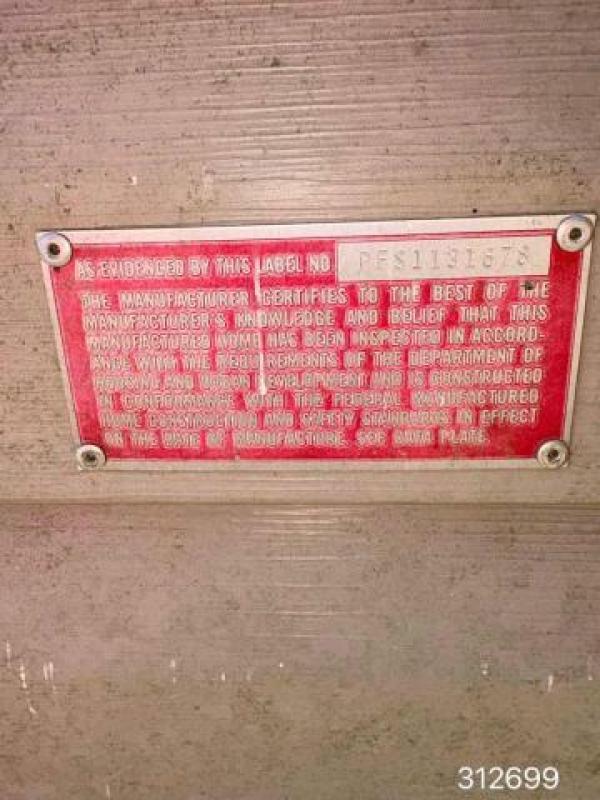 AS EVIDENCED BY THIS LABEL NO. PFS1131678
THE MANUFACTURER CERTIFIES TO THE BEST OF THE
MANUFACTURER'S KNOWLEDGE AND BELIEF THAT THIS
MANUFACTURED HOME HAS BEEN INSPECTED IN ACCORD-
ANCE WITH THE REQUIREMENTS OF THE DEPARTMENT OF
HOUSING AND URBAN DEVELOPMENT AND IS CONSTRUCTED
IN CONFORMANCE WITH THE FEDERAL MANUFACTURED
HOME CONSTRUCTION AND SAFETY STANDARDS IN EFFECT
ON THE DATE OF MANUFACTURE. SEE DATA PLATE.
312699